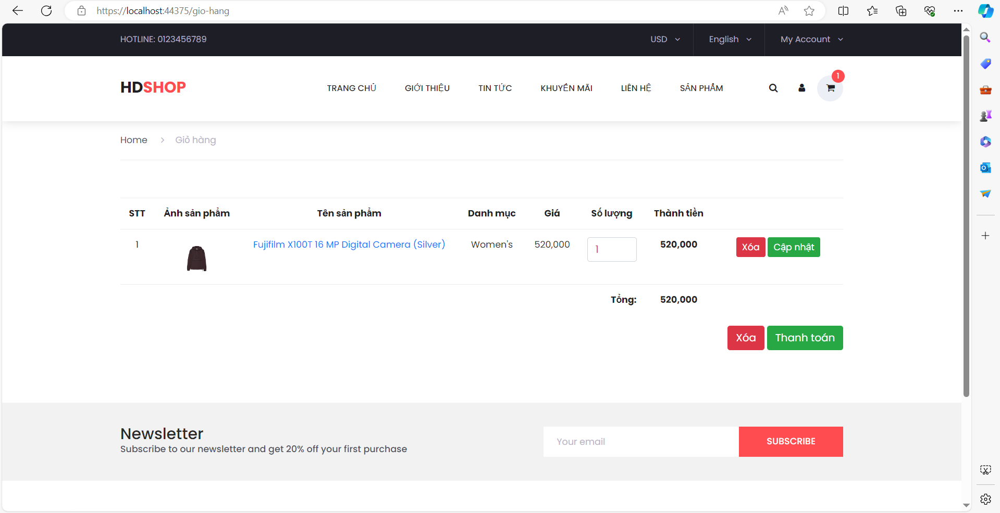 https://localhost:44375/gio-hang
HOTLINE: 0123456789 USD English My Account
HDSHOP TRANG CHỦ GIỚI THIỆU TIN TỨC KHUYẾN MÃI LIÊN HỆ SẢN PHẨM 1
Home Giỏ hàng
STT Ảnh sản phẩm Tên sản phẩm Danh mục Giá Số lượng Thành tiền
1 Fujifilm X100T 16 MP Digital Camera (Silver) Women's 520,000 1 520,000 Xóa Cập nhật
Tổng: 520,000
Xóa Thanh toán
Newsletter
Subscribe to our newsletter and get 20% off your first purchase
Your email SUBSCRIBE